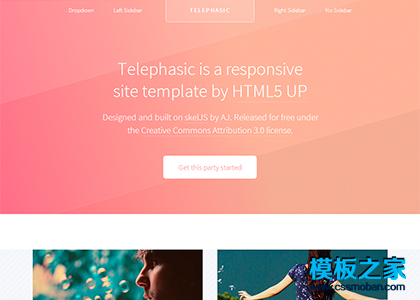 Dropdown Left Sidebar TELEPHASIC Right Sidebar No Sidebar
Telephasic is a responsive
site template by HTML5 UP
Designed and built on skelJS by AJ. Released for free under
the Creative Commons Attribution 3.0 license.
Get this party started
模板之家
www.cssmoban.com